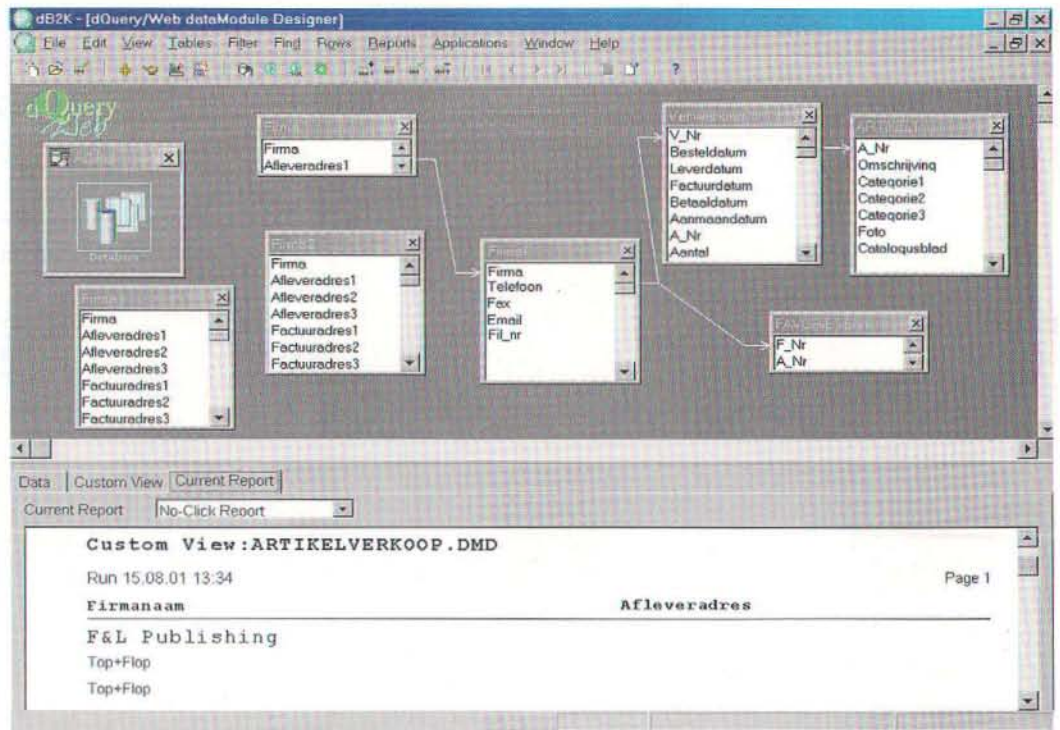 dB2K - [dQuery/Web dataModule Designer]
File Edit View Tables Filter Find Rows Reports Applications Window Help
dQuery
Web
Database
Firma
Afleveradres1
Firma
Afleveradres1
Afleveradres2
Afleveradres3
Factuuradres1
Factuuradres2
Factuuradres3
Firma2
Firma
Afleveradres1
Afleveradres2
Afleveradres3
Factuuradres1
Factuuradres2
Factuuradres3
Firma
Telefoon
Fax
Email
Fil_nr
V_Nr
Besteldatum
Leverdatum
Factuurdatum
Betaaldatum
Aanmaandatum
A_Nr
Aantal
A_Nr
Omschrijving
Categorie1
Categorie2
Categorie3
Foto
Catalogusblad
F_Nr
A_Nr
Data Custom View Current Report
Current Report No-Click Report
Custom View:ARTIKELVERKOOP.DMD
Run 15.08.01 13:34 Page 1
Firmanaam Afleveradres
F&L Publishing
Top+Flop
Top+Flop